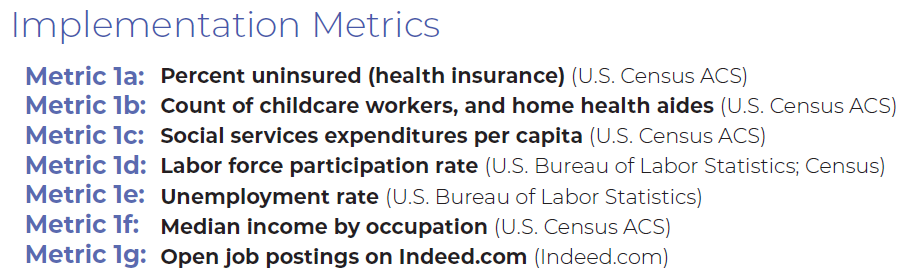 Implementation Metrics
Metric 1a: Percent uninsured (health insurance) (U.S. Census ACS)
Metric 1b: Count of childcare workers, and home health aides (U.S. Census ACS)
Metric 1c: Social services expenditures per capita (U.S. Census ACS)
Metric 1d: Labor force participation rate (U.S. Bureau of Labor Statistics; Census)
Metric 1e: Unemployment rate (U.S. Bureau of Labor Statistics)
Metric 1f: Median income by occupation (U.S. Census ACS)
Metric 1g: Open job postings on Indeed.com (Indeed.com)